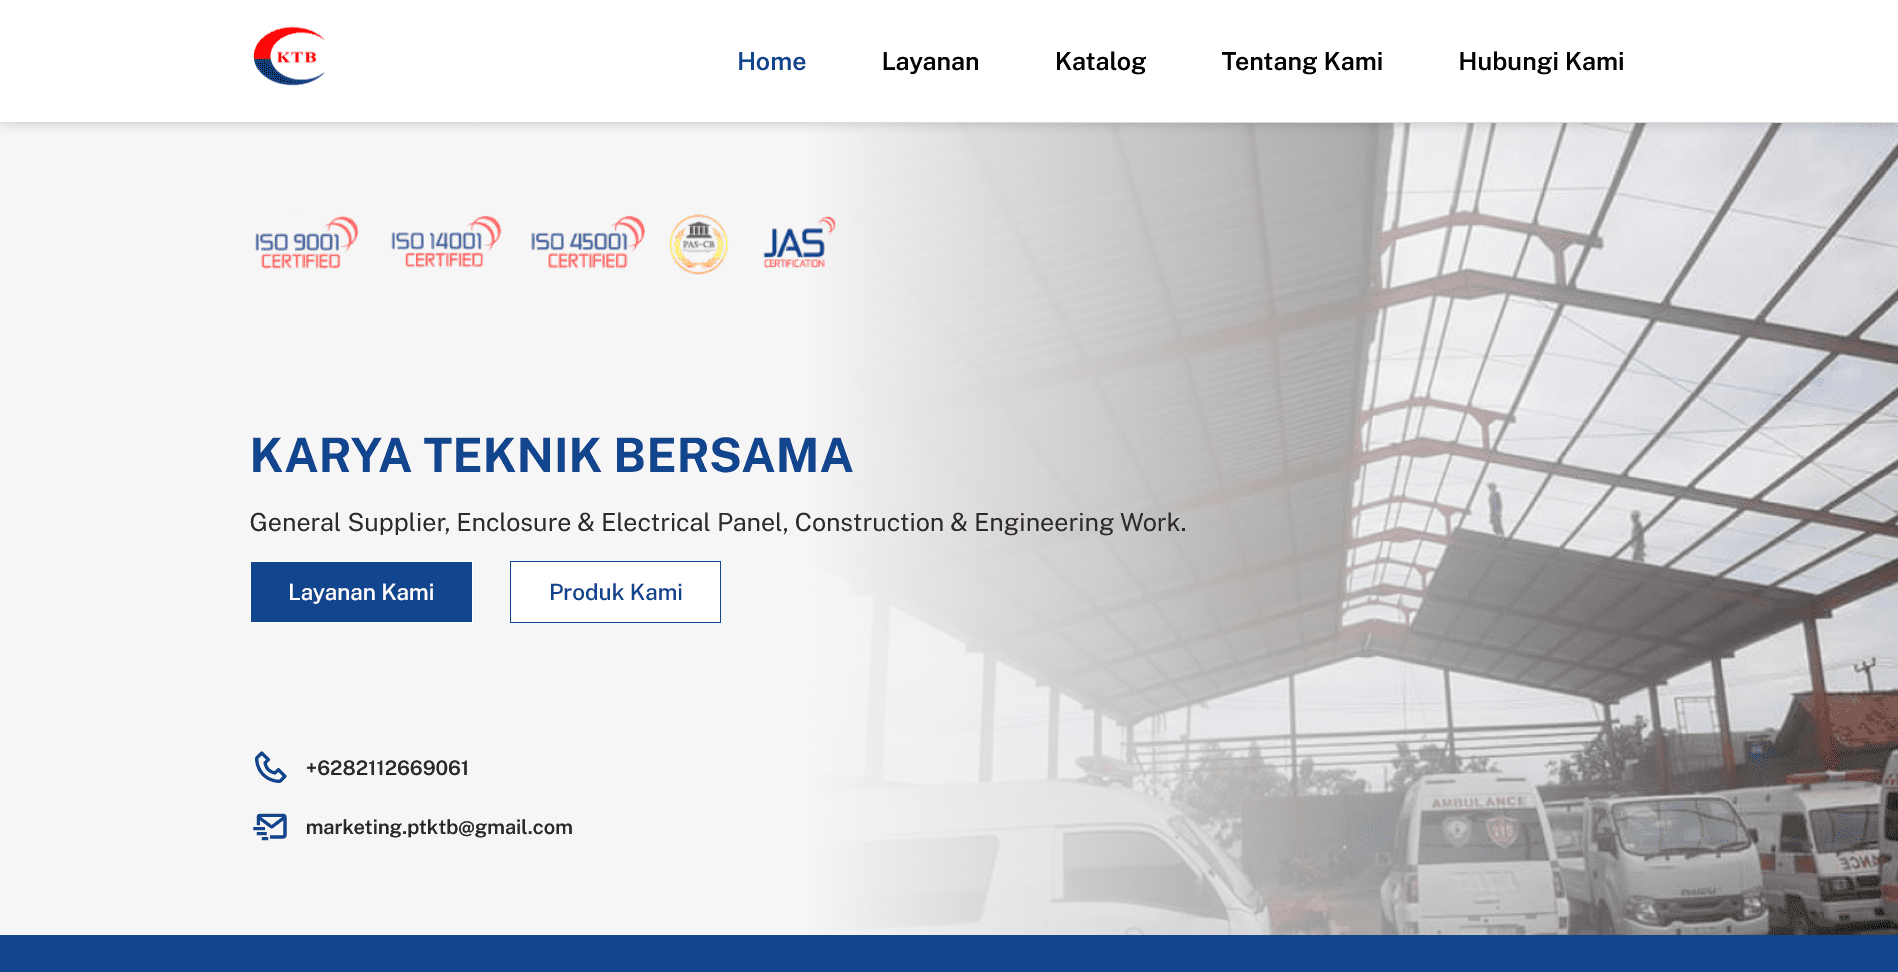 KTB
Home Layanan Katalog Tentang Kami Hubungi Kami
ISO 9001 CERTIFIED
ISO 14001 CERTIFIED
ISO 45001 CERTIFIED
PAS-CB
JAS CERTIFICATION
KARYA TEKNIK BERSAMA
General Supplier, Enclosure & Electrical Panel, Construction & Engineering Work.
Layanan Kami Produk Kami
+6282112669061
marketing.ptktb@gmail.com
AMBULANCE
ISUZU